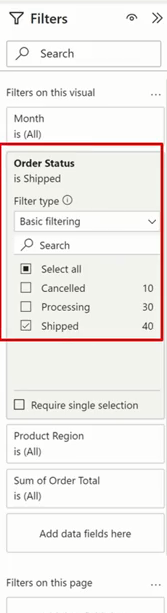 Filters
Search
Filters on this visual
...
Month
is (All)
Order Status
is Shipped
Filter type
Basic filtering
Search
Select all
Cancelled 10
Processing 30
Shipped 40
Require single selection
Product Region
is (All)
Sum of Order Total
is (All)
Add data fields here
Filters on this page
...